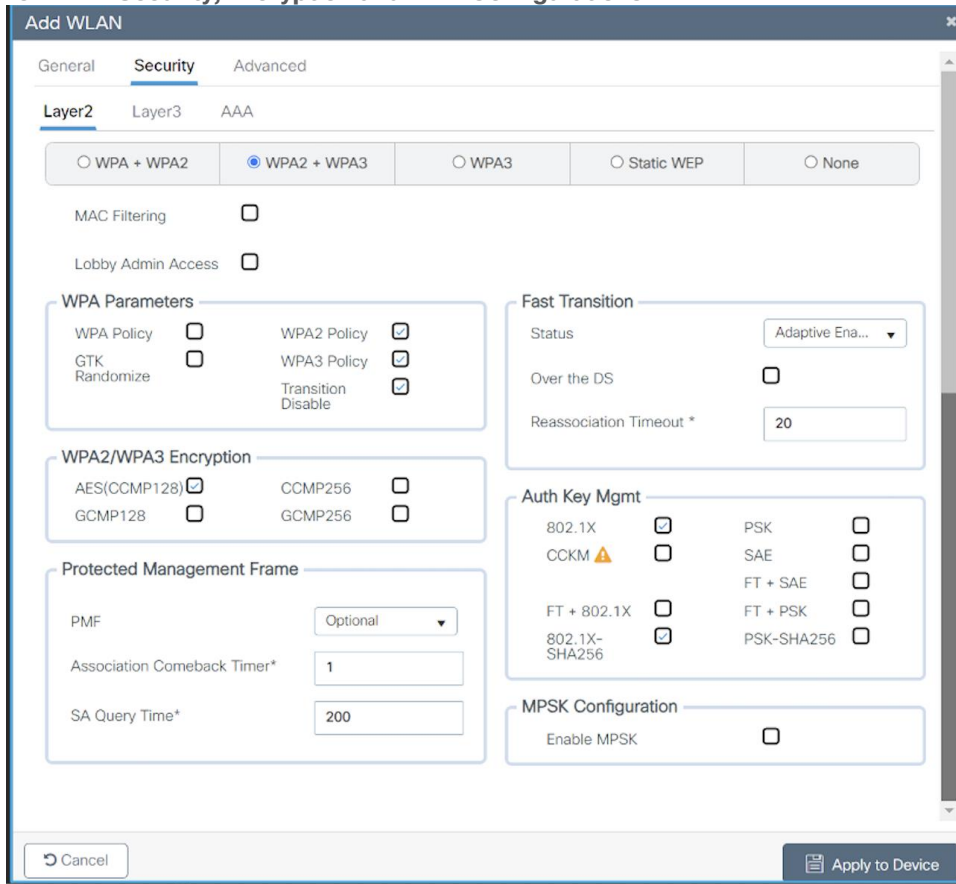 Add WLAN
General Security Advanced
Layer2 Layer3 AAA
WPA + WPA2 WPA2 + WPA3 WPA3 Static WEP None
MAC Filtering
Lobby Admin Access
WPA Parameters
WPA Policy WPA2 Policy
GTK Randomize WPA3 Policy
Transition Disable
Fast Transition
Status Adaptive Ena...
Over the DS
Reassociation Timeout * 20
WPA2/WPA3 Encryption
AES(CCMP128) CCMP256
GCMP128 GCMP256
Auth Key Mgmt
802.1X PSK
CCKM SAE
FT + SAE
FT + 802.1X FT + PSK
802.1X-SHA256 PSK-SHA256
Protected Management Frame
PMF Optional
Association Comeback Timer* 1
SA Query Time* 200
MPSK Configuration
Enable MPSK
Cancel Apply to Device